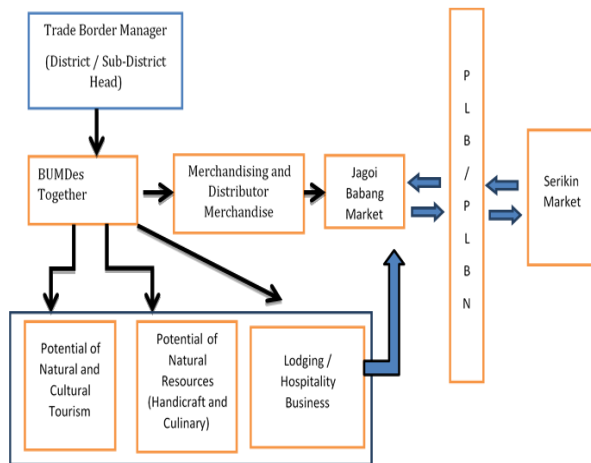 Trade Border Manager
(District / Sub-District
Head)
BUMDes
Together
Merchandising and
Distributor
Merchandise
Jagoi
Babang
Market
P
L
B
/
P
L
B
N
Serikin
Market
Potential of
Natural and
Cultural
Tourism
Potential of
Natural
Resources
(Handicraft and
Culinary)
Lodging /
Hospitality
Business